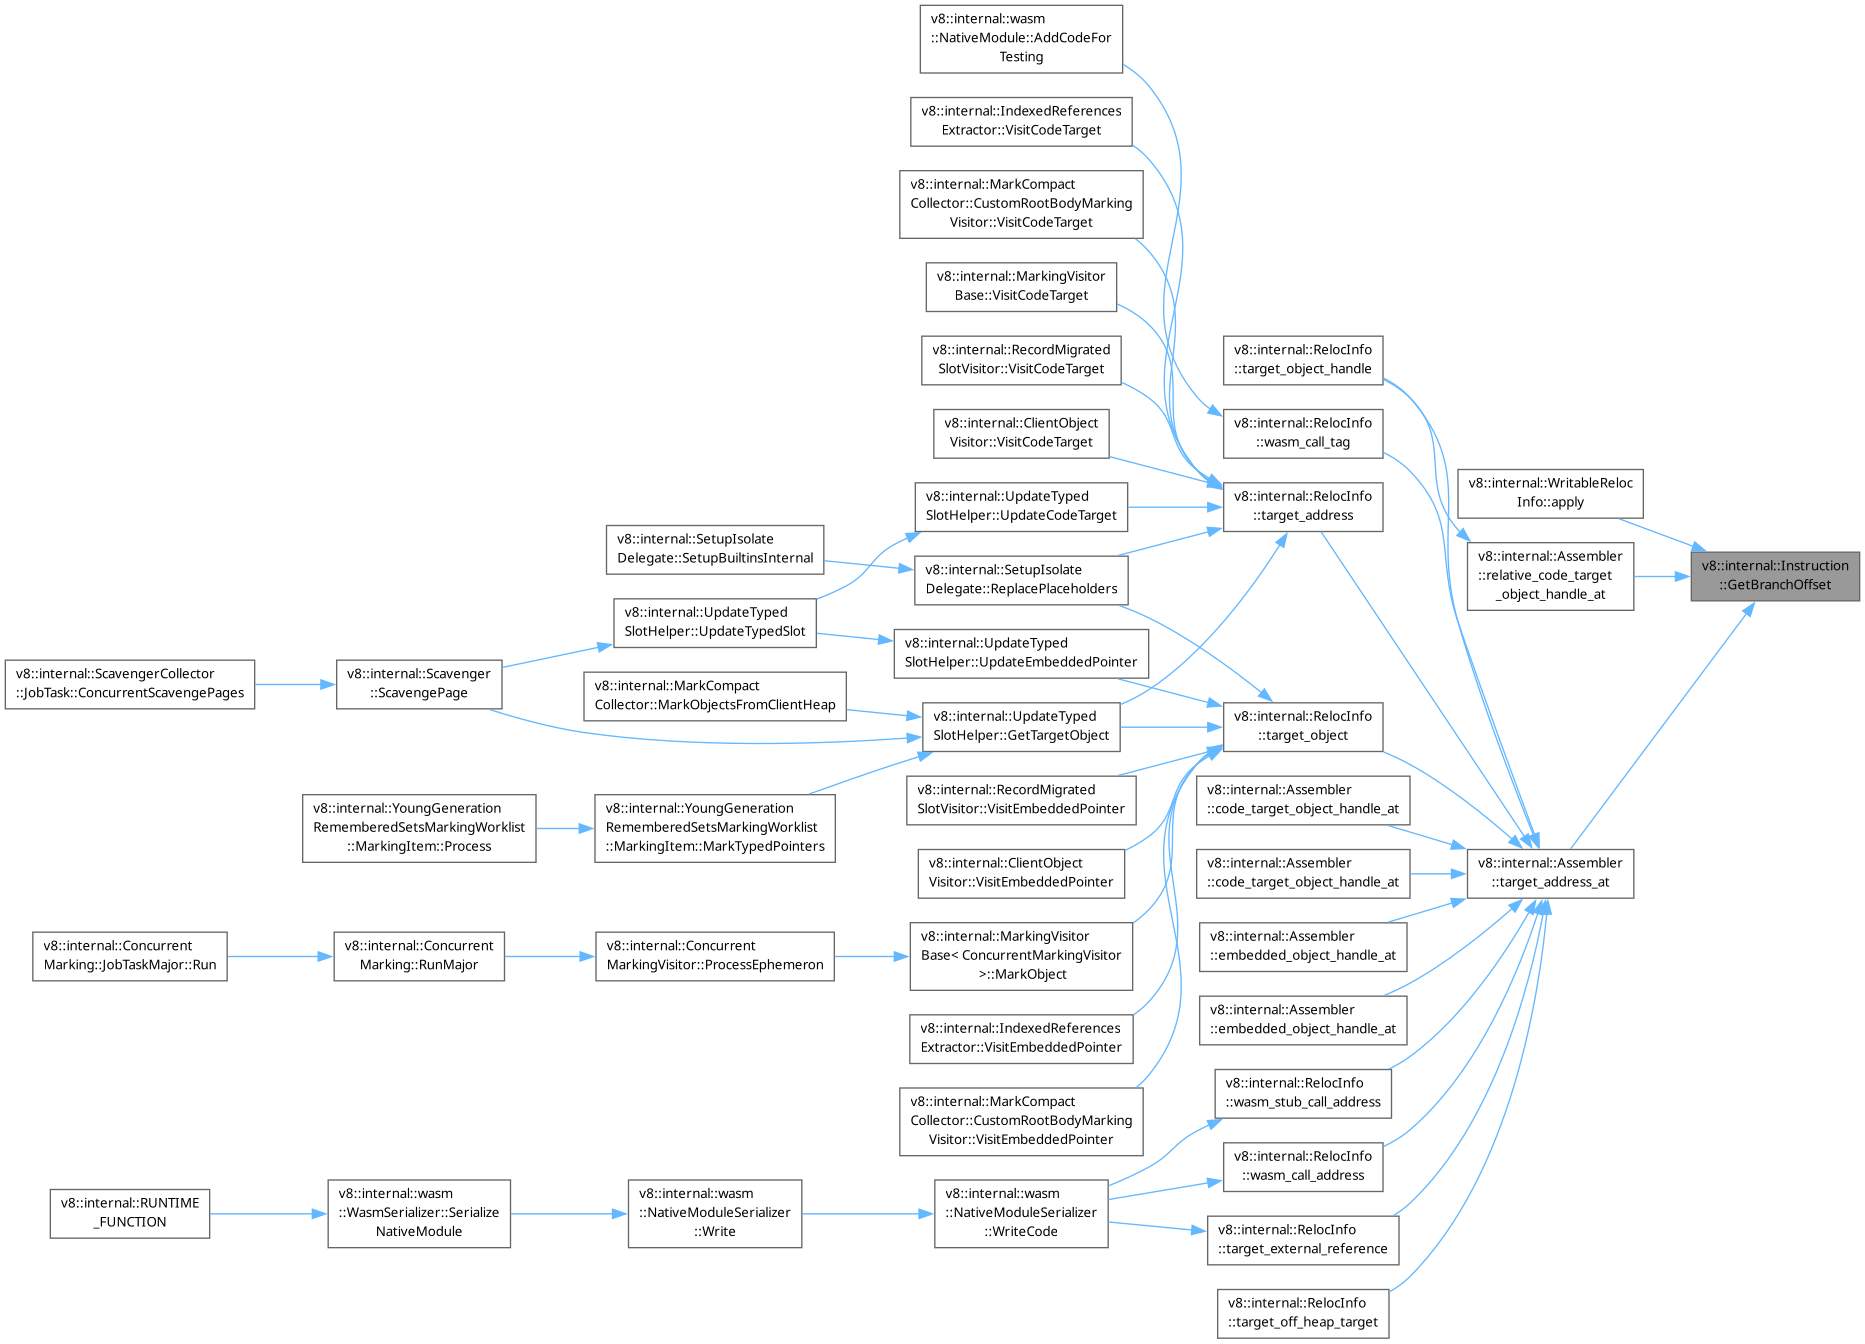 v8::internal::wasm
::NativeModule::AddCodeFor
Testing
v8::internal::IndexedReferences
Extractor::VisitCodeTarget
v8::internal::MarkCompact
Collector::CustomRootBodyMarking
Visitor::VisitCodeTarget
v8::internal::MarkingVisitor
Base::VisitCodeTarget
v8::internal::RecordMigrated
SlotVisitor::VisitCodeTarget
v8::internal::RelocInfo
::target_object_handle
v8::internal::ClientObject
Visitor::VisitCodeTarget
v8::internal::RelocInfo
::wasm_call_tag
v8::internal::WritableReloc
Info::apply
v8::internal::UpdateTyped
SlotHelper::UpdateCodeTarget
v8::internal::RelocInfo
::target_address
v8::internal::SetupIsolate
Delegate::SetupBuiltinsInternal
v8::internal::SetupIsolate
Delegate::ReplacePlaceholders
v8::internal::Assembler
::relative_code_target
_object_handle_at
v8::internal::Instruction
::GetBranchOffset
v8::internal::UpdateTyped
SlotHelper::UpdateTypedSlot
v8::internal::UpdateTyped
SlotHelper::UpdateEmbeddedPointer
v8::internal::ScavengerCollector
::JobTask::ConcurrentScavengePages
v8::internal::Scavenger
::ScavengePage
v8::internal::MarkCompact
Collector::MarkObjectsFromClientHeap
v8::internal::UpdateTyped
SlotHelper::GetTargetObject
v8::internal::RelocInfo
::target_object
v8::internal::RecordMigrated
SlotVisitor::VisitEmbeddedPointer
v8::internal::Assembler
::code_target_object_handle_at
v8::internal::YoungGeneration
RememberedSetsMarkingWorklist
::MarkingItem::Process
v8::internal::YoungGeneration
RememberedSetsMarkingWorklist
::MarkingItem::MarkTypedPointers
v8::internal::ClientObject
Visitor::VisitEmbeddedPointer
v8::internal::Assembler
::code_target_object_handle_at
v8::internal::Assembler
::target_address_at
v8::internal::Concurrent
Marking::JobTaskMajor::Run
v8::internal::Concurrent
Marking::RunMajor
v8::internal::Concurrent
MarkingVisitor::ProcessEphemeron
v8::internal::MarkingVisitor
Base< ConcurrentMarkingVisitor
>::MarkObject
v8::internal::Assembler
::embedded_object_handle_at
v8::internal::IndexedReferences
Extractor::VisitEmbeddedPointer
v8::internal::Assembler
::embedded_object_handle_at
v8::internal::MarkCompact
Collector::CustomRootBodyMarking
Visitor::VisitEmbeddedPointer
v8::internal::RelocInfo
::wasm_stub_call_address
v8::internal::RelocInfo
::wasm_call_address
v8::internal::RUNTIME
_FUNCTION
v8::internal::wasm
::WasmSerializer::Serialize
NativeModule
v8::internal::wasm
::NativeModuleSerializer
::Write
v8::internal::wasm
::NativeModuleSerializer
::WriteCode
v8::internal::RelocInfo
::target_external_reference
v8::internal::RelocInfo
::target_off_heap_target